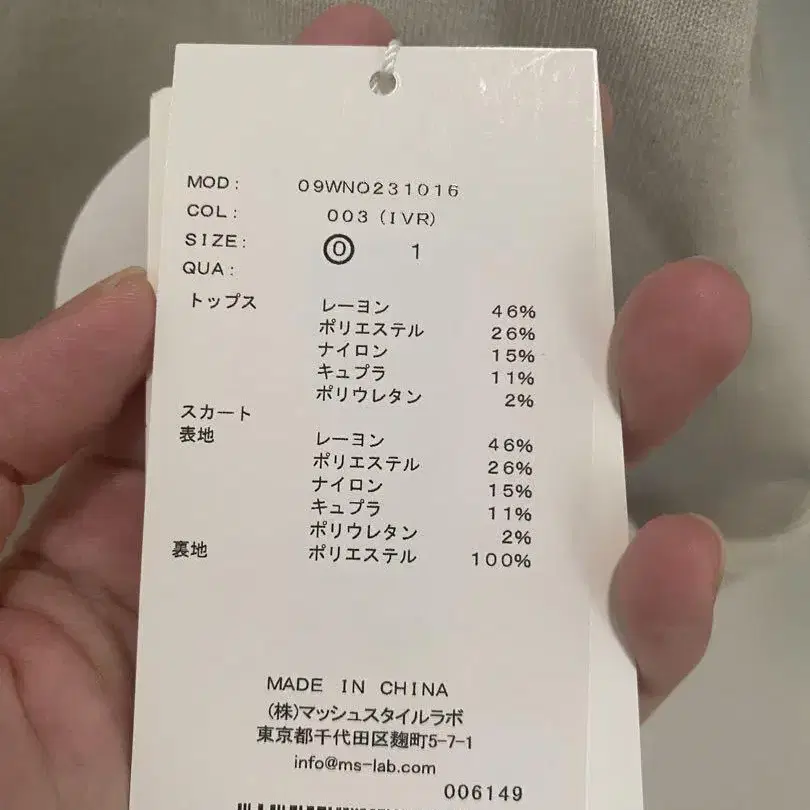 MOD: 09WNO231016
COL: 003 (IVR)
SIZE: 0 1
QUA:
トップス レーヨン 46%
ポリエステル 26%
ナイロン 15%
キュプラ 11%
ポリウレタン 2%
スカート
表地 レーヨン 46%
ポリエステル 26%
ナイロン 15%
キュプラ 11%
ポリウレタン 2%
裏地 ポリエステル 100%
MADE IN CHINA
(株)マッシュスタイルラボ
東京都千代田区麹町5-7-1
info@ms-lab.com
006149